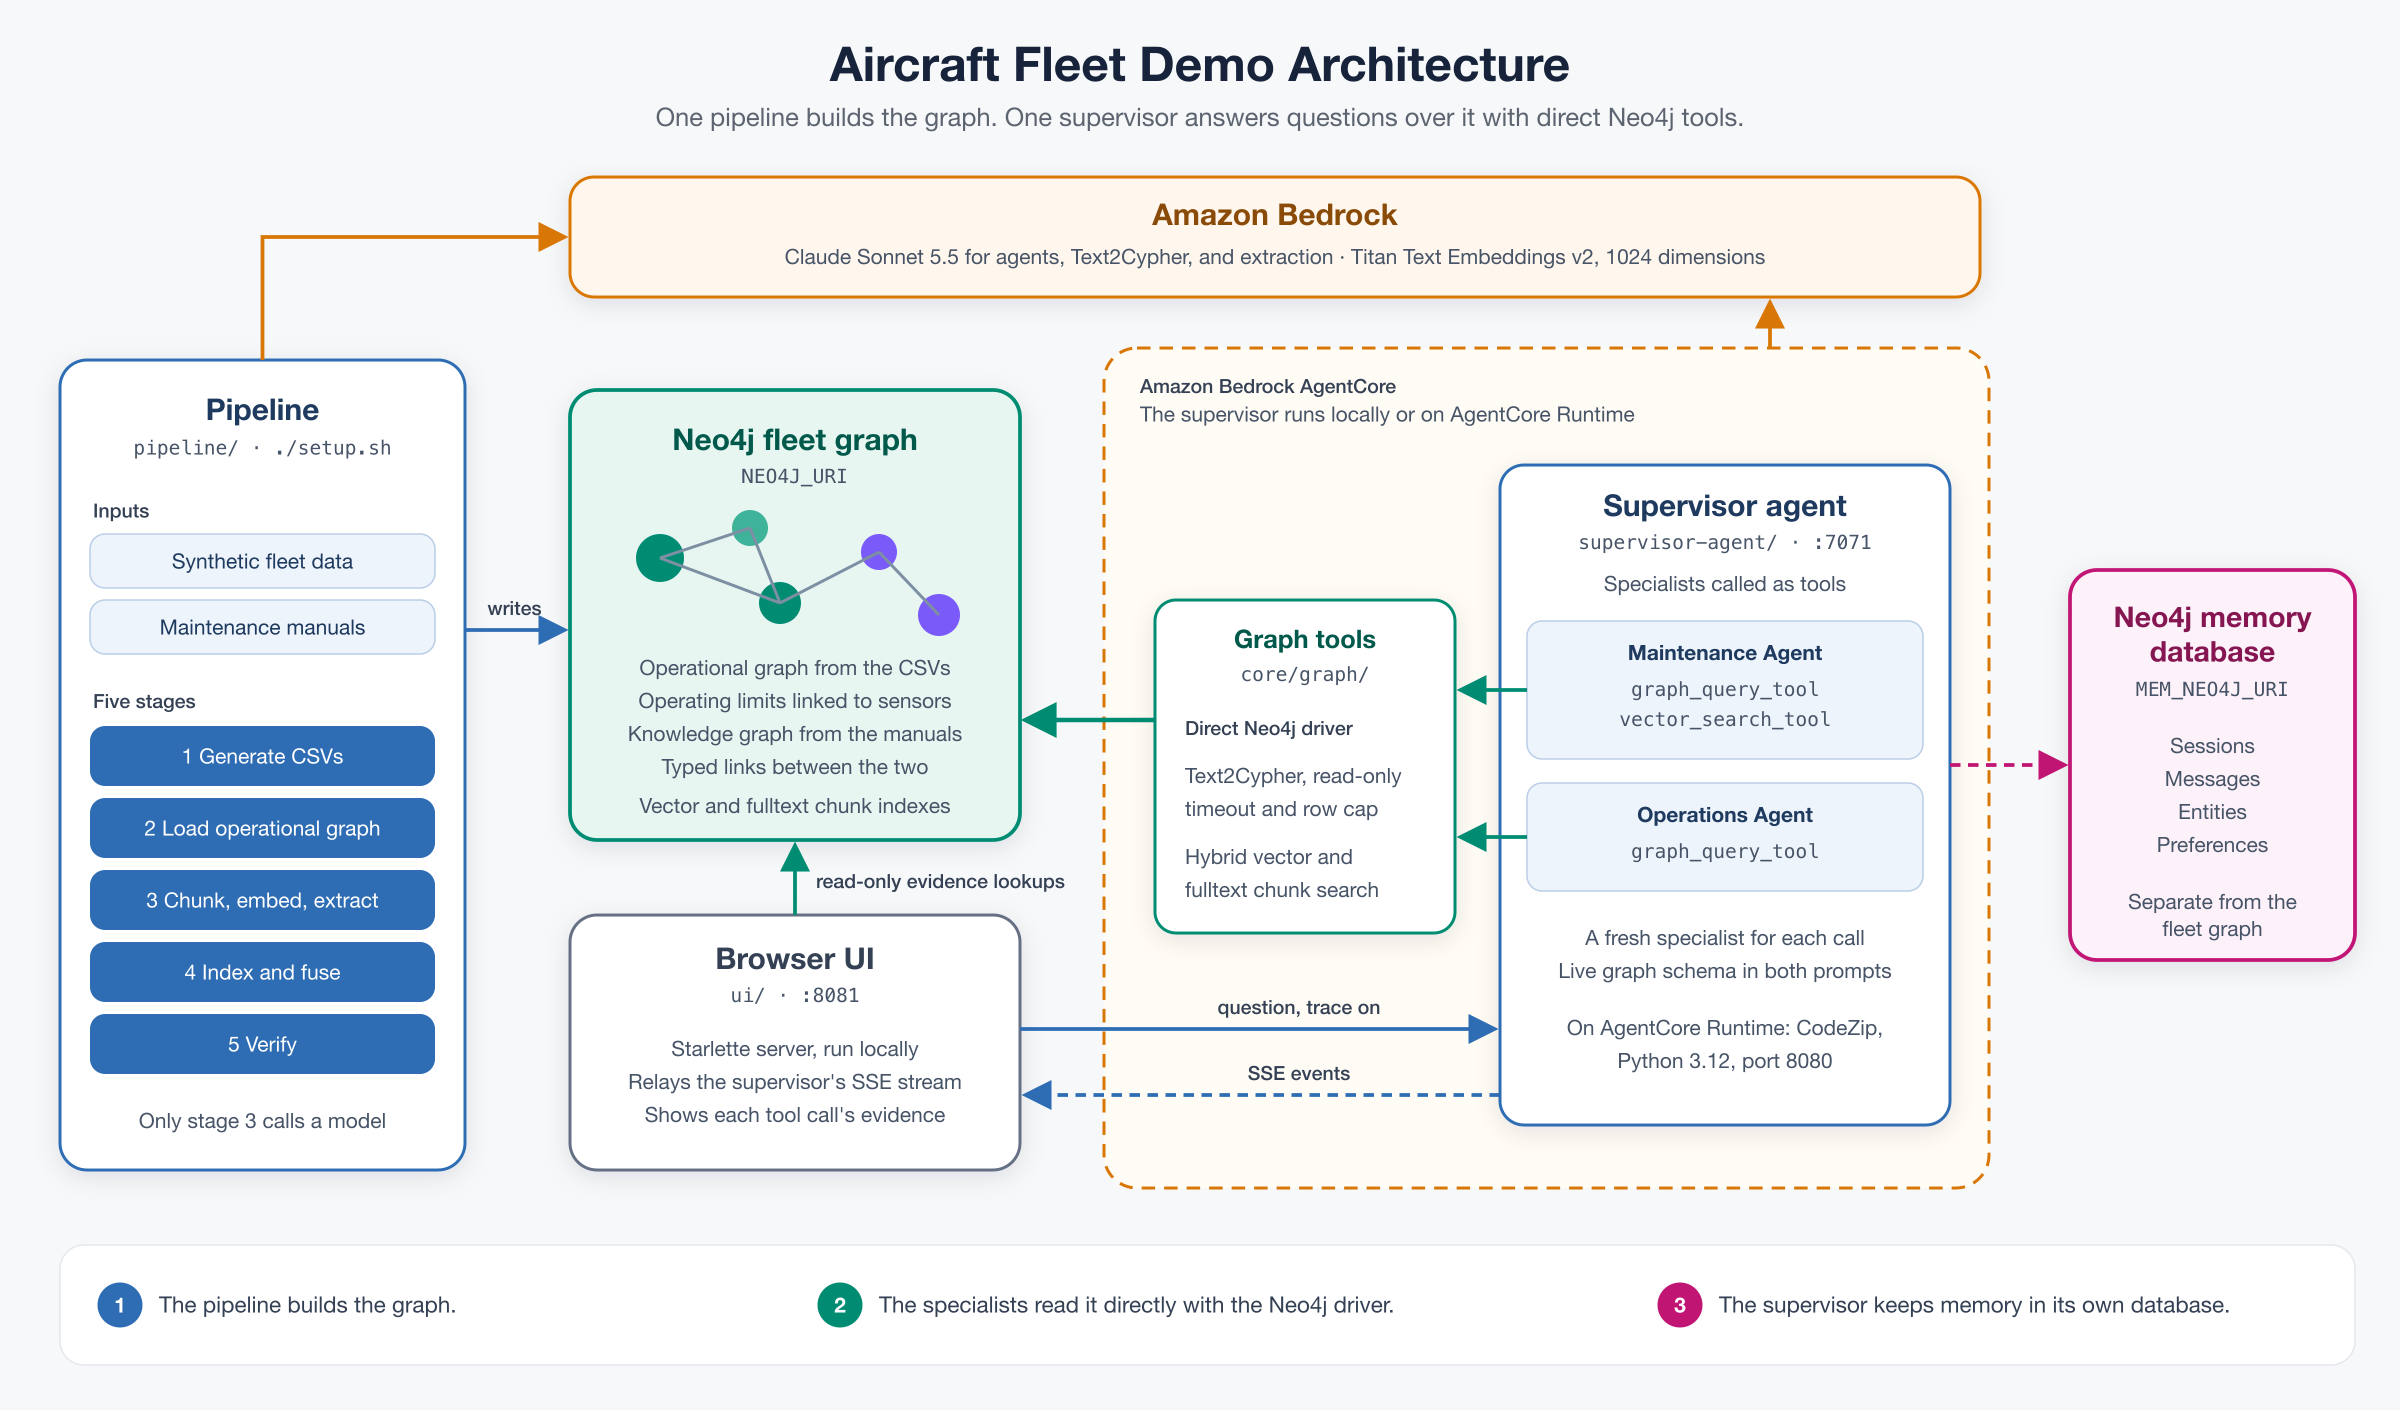 Aircraft Fleet Demo Architecture
One pipeline builds the graph. One supervisor answers questions over it with direct Neo4j tools.
Amazon Bedrock
Claude Sonnet 5.5 for agents, Text2Cypher, and extraction · Titan Text Embeddings v2, 1024 dimensions
Pipeline
pipeline/ · ./setup.sh
Inputs
Synthetic fleet data
Maintenance manuals
Five stages
1 Generate CSVs
2 Load operational graph
3 Chunk, embed, extract
4 Index and fuse
5 Verify
Only stage 3 calls a model
writes
Neo4j fleet graph
NEO4J_URI
Operational graph from the CSVs
Operating limits linked to sensors
Knowledge graph from the manuals
Typed links between the two
Vector and fulltext chunk indexes
read-only evidence lookups
Browser UI
ui/ · :8081
Starlette server, run locally
Relays the supervisor's SSE stream
Shows each tool call's evidence
Amazon Bedrock AgentCore
The supervisor runs locally or on AgentCore Runtime
Graph tools
core/graph/
Direct Neo4j driver
Text2Cypher, read-only
timeout and row cap
Hybrid vector and
fulltext chunk search
question, trace on
SSE events
Supervisor agent
supervisor-agent/ · :7071
Specialists called as tools
Maintenance Agent
graph_query_tool
vector_search_tool
Operations Agent
graph_query_tool
A fresh specialist for each call
Live graph schema in both prompts
On AgentCore Runtime: CodeZip,
Python 3.12, port 8080
Neo4j memory
database
MEM_NEO4J_URI
Sessions
Messages
Entities
Preferences
Separate from the
fleet graph
1 The pipeline builds the graph.
2 The specialists read it directly with the Neo4j driver.
3 The supervisor keeps memory in its own database.